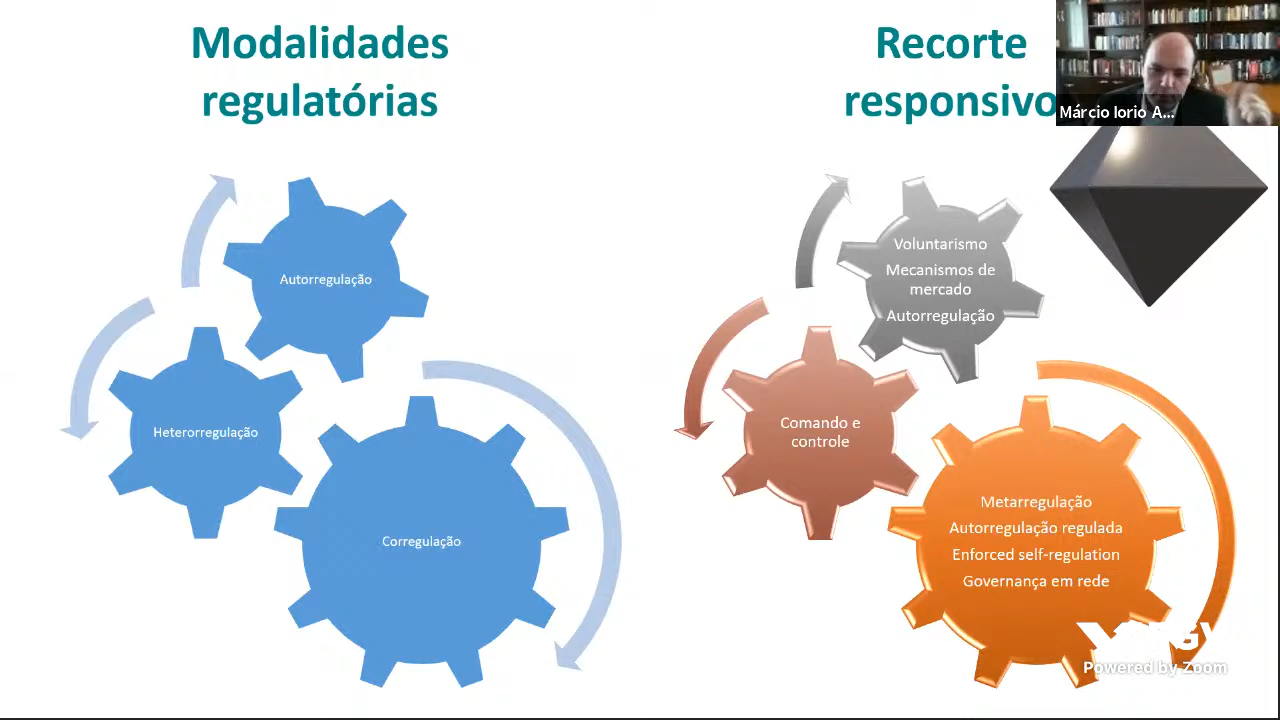 Modalidades
regulatórias
Autorregulação
Heterorregulação
Corregulação
Recorte
responsivo
Márcio Iorio A...
Voluntarismo
Mecanismos de
mercado
Autorregulação
Comando e
controle
Metarregulação
Autorregulação regulada
Enforced self-regulation
Governança em rede
Powered by Zoom